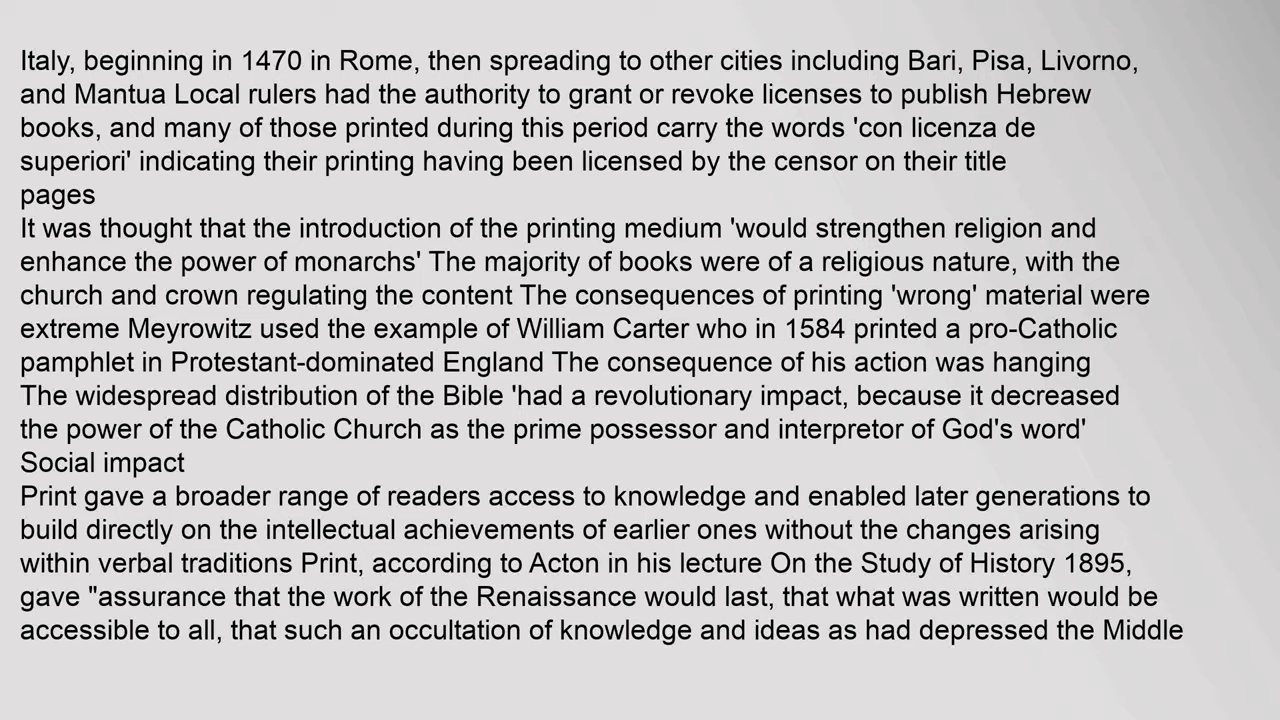 Italy, beginning in 1470 in Rome, then spreading to other cities including Bari, Pisa, Livorno,
and Mantua Local rulers had the authority to grant or revoke licenses to publish Hebrew
books, and many of those printed during this period carry the words 'con licenza de
superiori' indicating their printing having been licensed by the censor on their title
pages
It was thought that the introduction of the printing medium 'would strengthen religion and
enhance the power of monarchs' The majority of books were of a religious nature, with the
church and crown regulating the content The consequences of printing 'wrong' material were
extreme Meyrowitz used the example of William Carter who in 1584 printed a pro-Catholic
pamphlet in Protestant-dominated England The consequence of his action was hanging
The widespread distribution of the Bible 'had a revolutionary impact, because it decreased
the power of the Catholic Church as the prime possessor and interpretor of God's word'
Social impact
Print gave a broader range of readers access to knowledge and enabled later generations to
build directly on the intellectual achievements of earlier ones without the changes arising
within verbal traditions Print, according to Acton in his lecture On the Study of History 1895,
gave "assurance that the work of the Renaissance would last, that what was written would be
accessible to all, that such an occultation of knowledge and ideas as had depressed the Middle